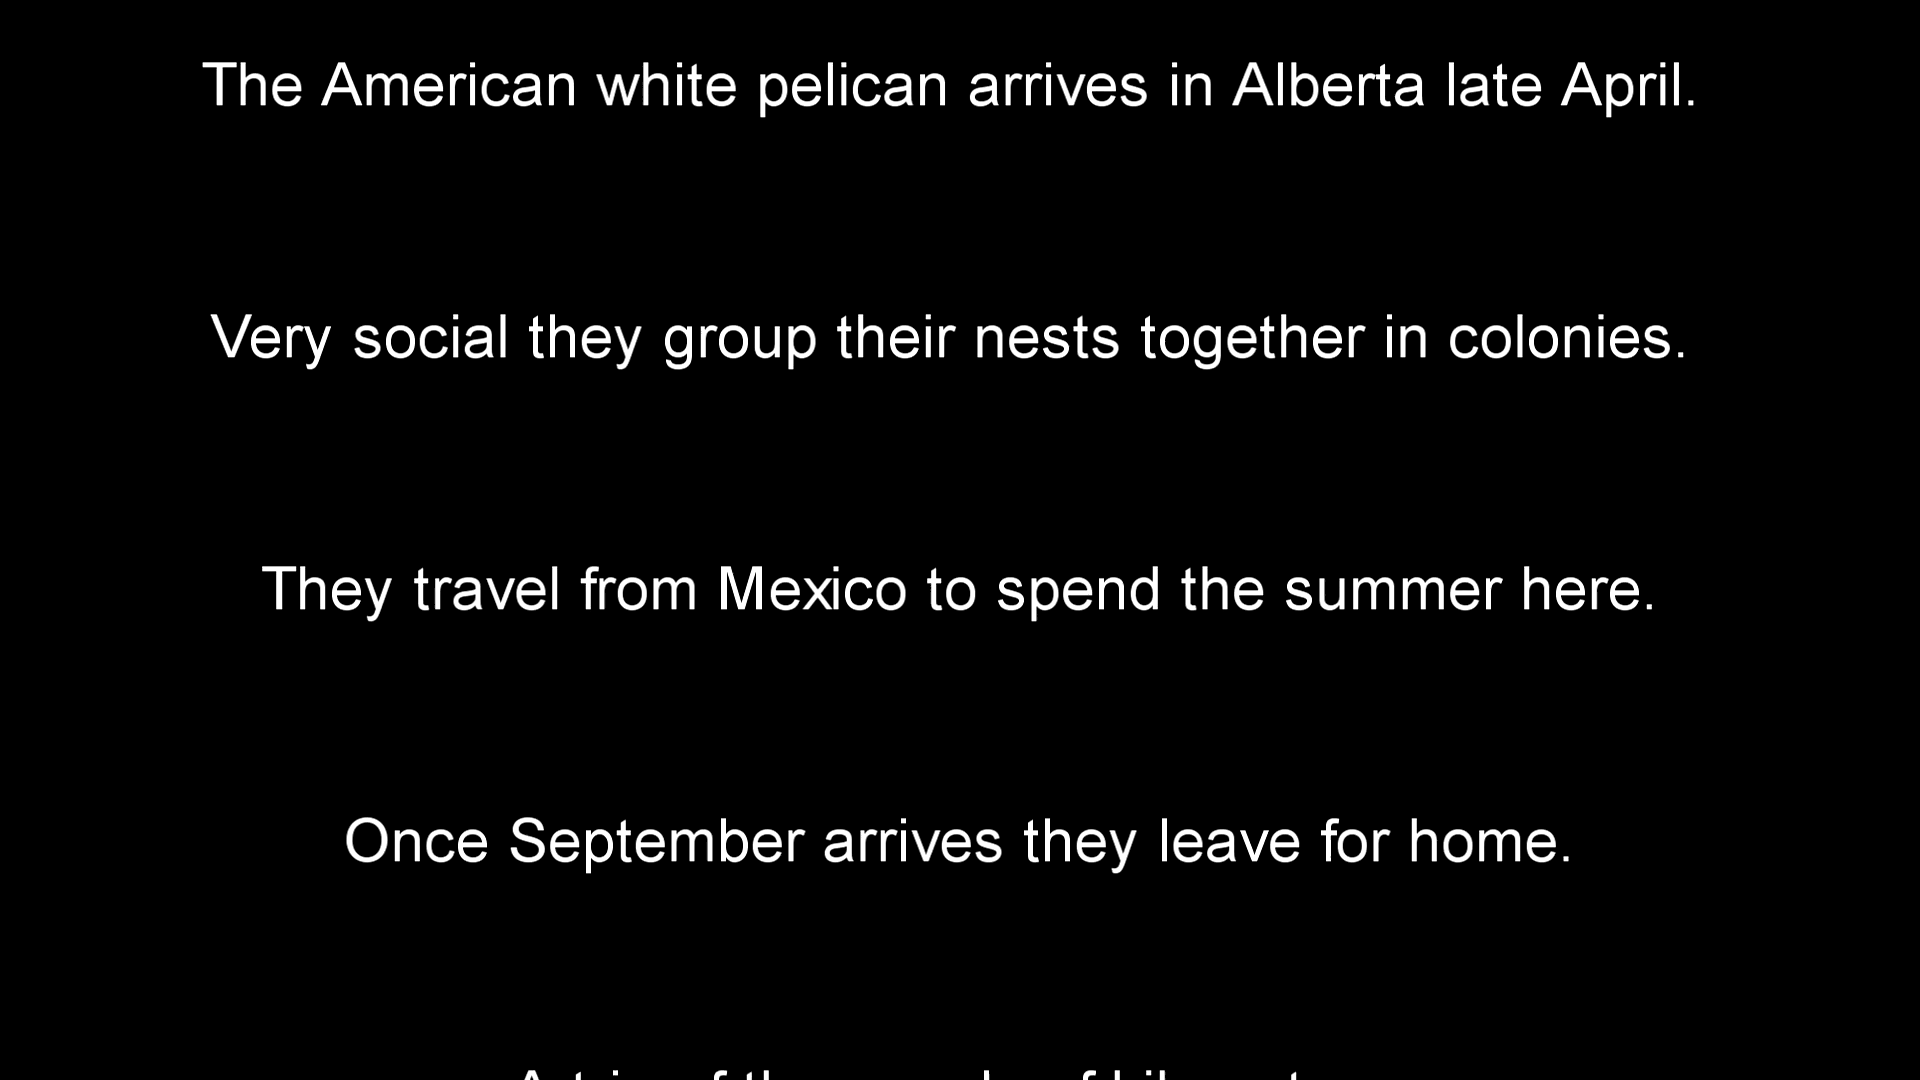 The American white pelican arrives in Alberta late April.
Very social they group their nests together in colonies.
They travel from Mexico to spend the summer here.
Once September arrives they leave for home.